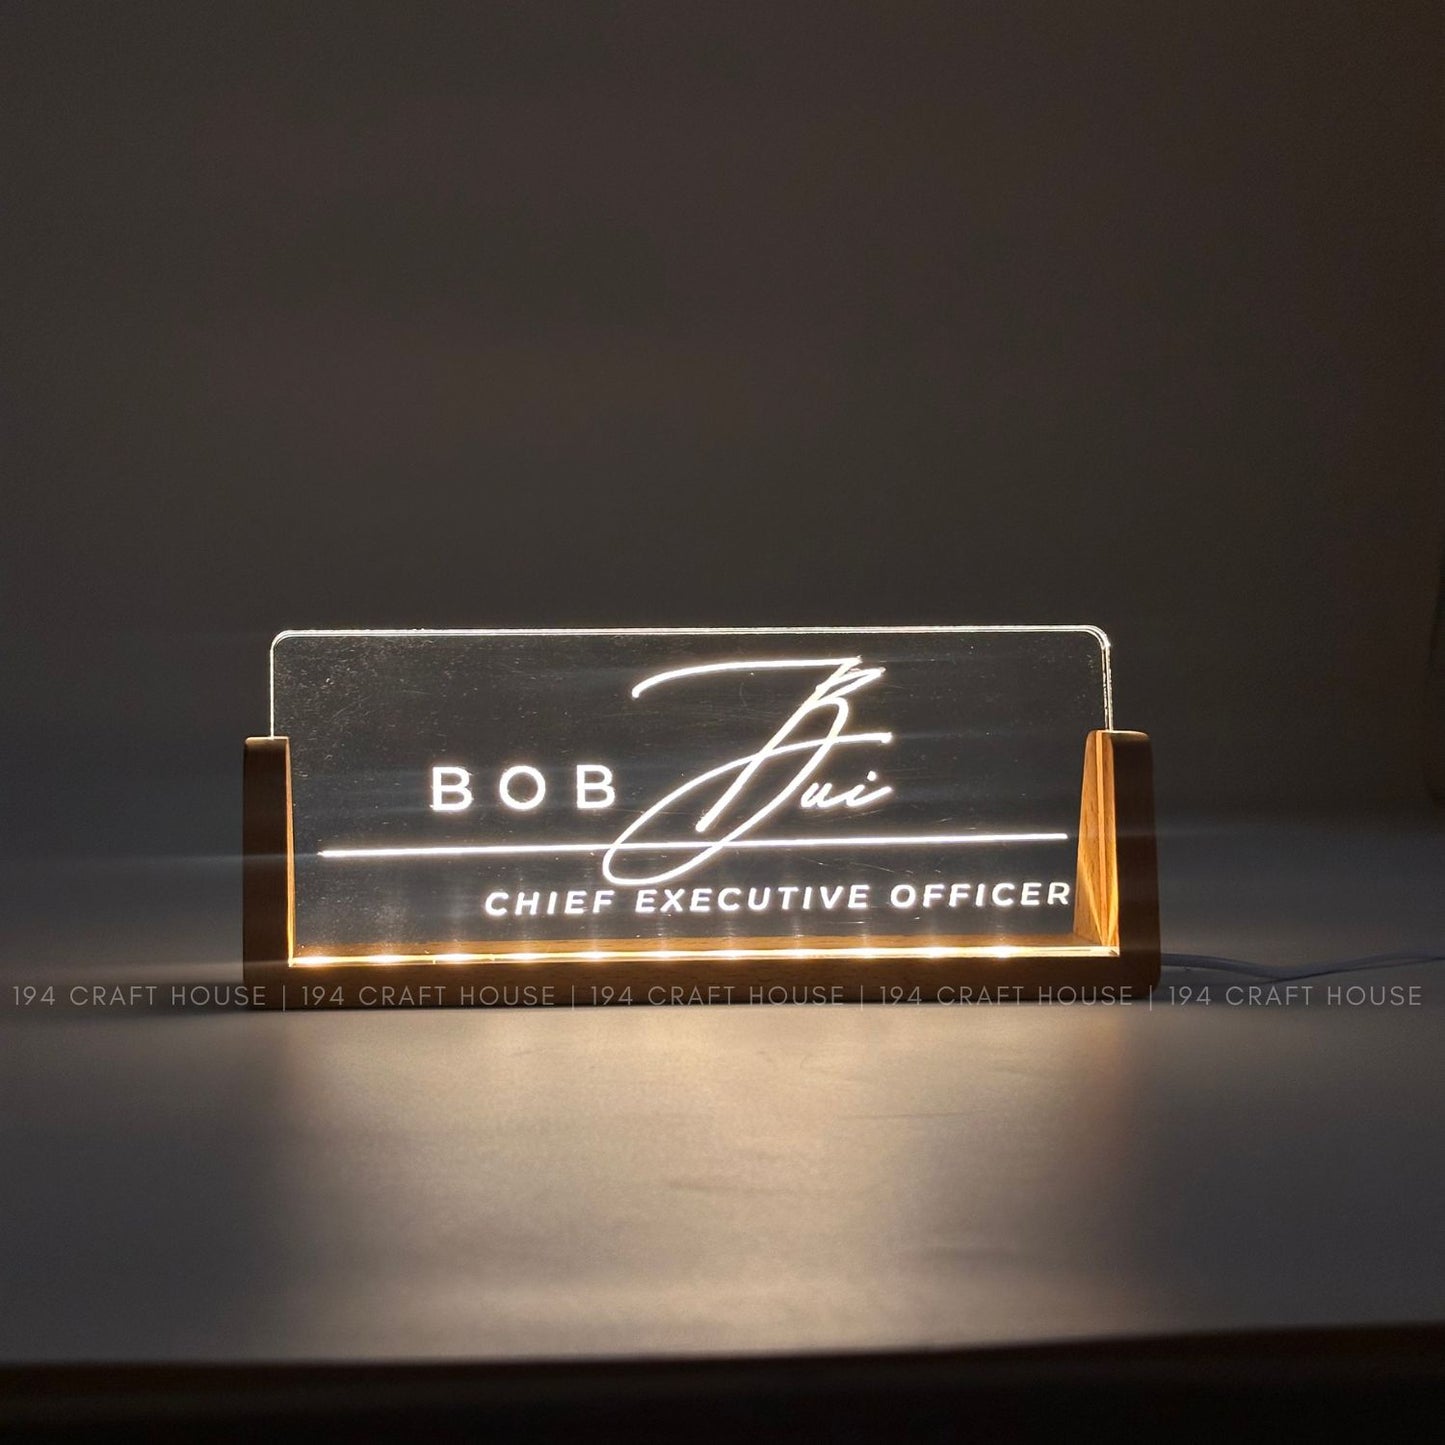 BOB Bui
CHIEF EXECUTIVE OFFICER
194 CRAFT HOUSE | 194 CRAFT HOUSE | 194 CRAFT HOUSE | 194 CRAFT HOUSE | 194 CRAFT HOUSE